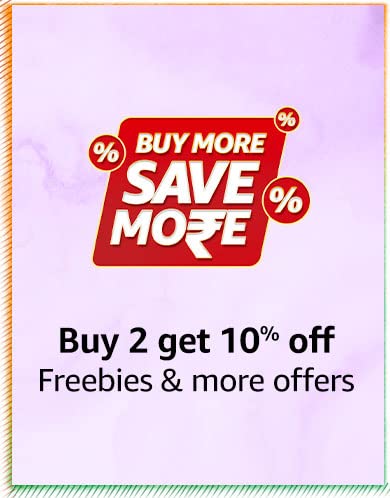 %
BUY MORE
%
SAVE
%
MO₹E
Buy 2 get 10% off
Freebies & more offers